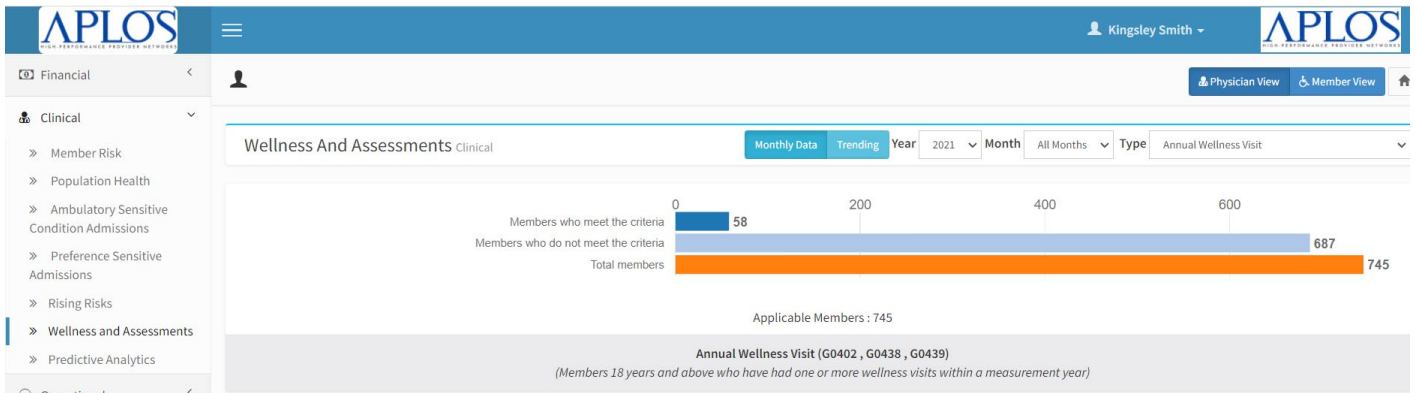 APLOS
HIGH-PERFORMANCE PROVIDER NETWORKS
Kingsley Smith
APLOS
HIGH-PERFORMANCE PROVIDER NETWORKS
Financial
Physician View
Member View
Clinical
Wellness And Assessments Clinical
Monthly Data
Trending
Year 2021 Month All Months Type Annual Wellness Visit
» Member Risk
» Population Health
» Ambulatory Sensitive
Condition Admissions
» Preference Sensitive
Admissions
» Rising Risks
» Wellness and Assessments
» Predictive Analytics
0 200 400 600
Members who meet the criteria 58
Members who do not meet the criteria 687
Total members 745
Applicable Members : 745
Annual Wellness Visit (G0402 , G0438 , G0439)
(Members 18 years and above who have had one or more wellness visits within a measurement year)